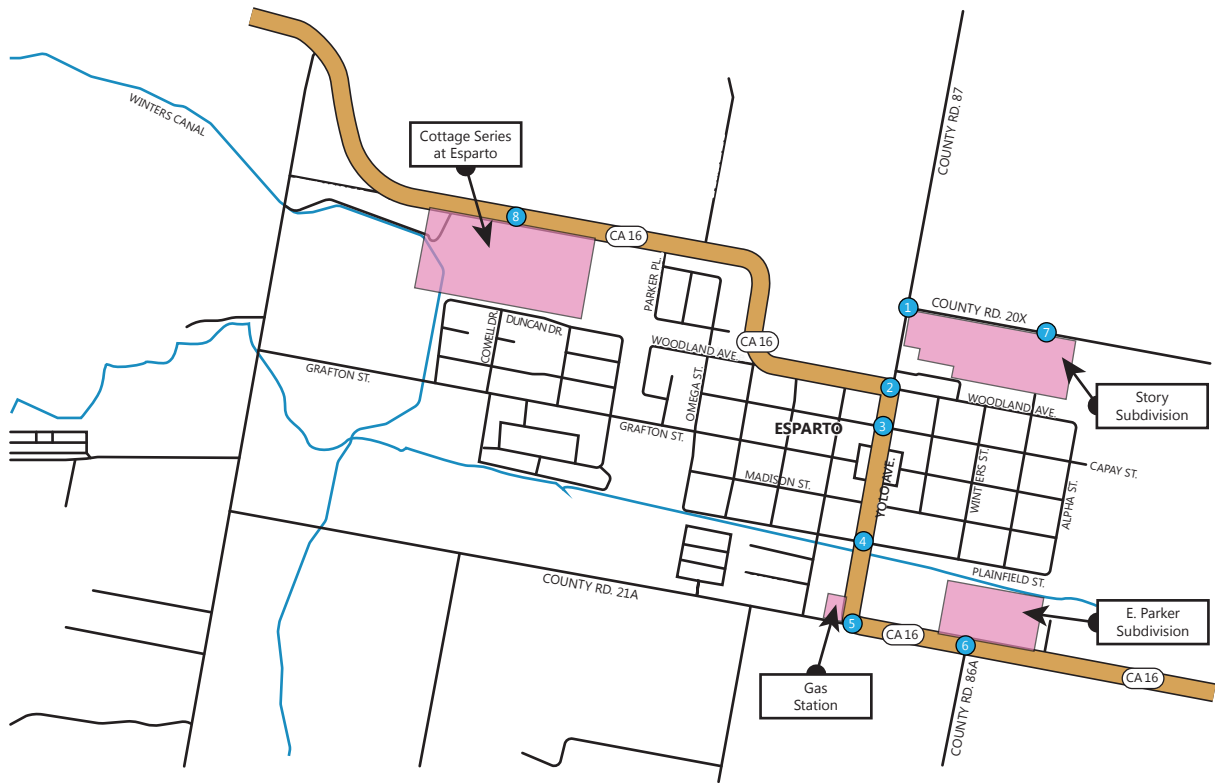 COUNTY RD. 87
WINTERS CANAL
Cottage Series
at Esparto
8
CA 16
PARKER PL.
1
COUNTY RD. 20X
7
COWELL DR.
DUNCAN DR.
CA 16
WOODLAND AVE.
GRAFTON ST.
OMEGA ST.
2
WOODLAND AVE.
Story
Subdivision
GRAFTON ST.
ESPARTO
3
CAPAY ST.
MADISON ST.
YOLO AVE.
WINTERS ST.
ALPHA ST.
4
PLAINFIELD ST.
COUNTY RD. 21A
5
CA 16
6
E. Parker
Subdivision
Gas
Station
COUNTY RD. 86A
CA 16